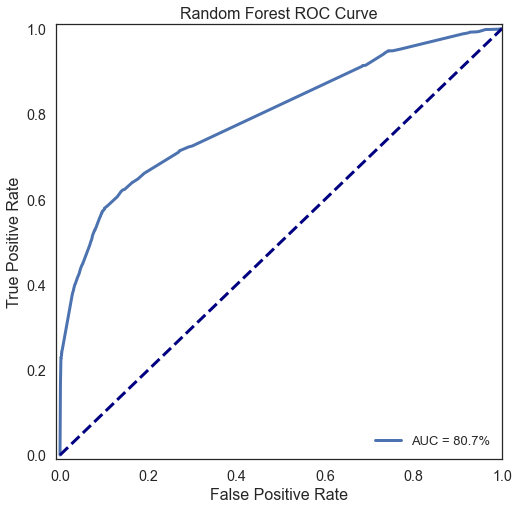 Random Forest ROC Curve
True Positive Rate
1.0
0.8
0.6
0.4
0.2
0.0
AUC = 80.7%
0.0 0.2 0.4 0.6 0.8 1.0
False Positive Rate